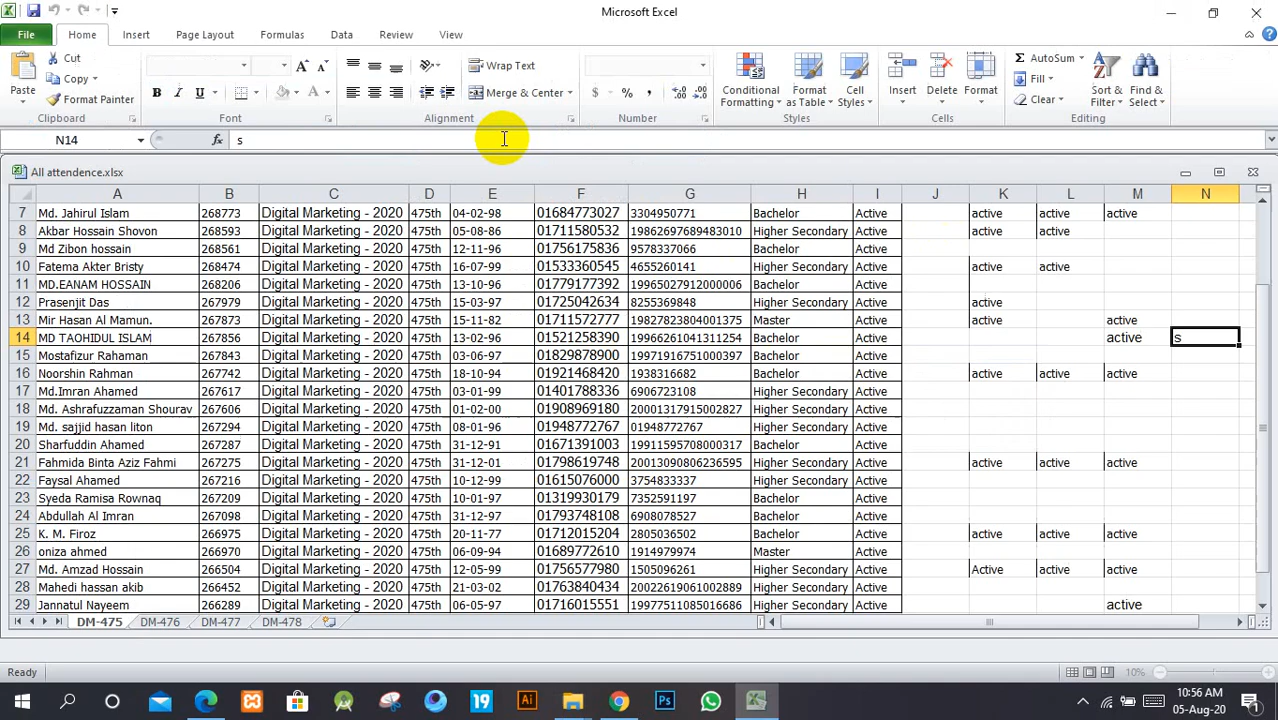 Microsoft Excel
File Home Insert Page Layout Formulas Data Review View
Paste Cut Copy Format Painter Clipboard
B I U A A A Font
Wrap Text Merge & Center Alignment
$ % , Number
Conditional Formatting Format as Table Cell Styles Styles
Insert Delete Format Cells
Σ AutoSum Fill Clear Sort & Filter Find & Select Editing
N14 fx s
All attendence.xlsx
A B C D E F G H I J K L M N
7 Md. Jahirul Islam 268773 Digital Marketing - 2020 475th 04-02-98 01684773027 3304950771 Bachelor Active active active active
8 Akbar Hossain Shovon 268593 Digital Marketing - 2020 475th 05-08-86 01711580532 19862697689483010 Higher Secondary Active active active
9 Md Zibon hossain 268561 Digital Marketing - 2020 475th 12-11-96 01756175836 9578337066 Bachelor Active
10 Fatema Akter Bristy 268474 Digital Marketing - 2020 475th 16-07-99 01533360545 4655260141 Higher Secondary Active active active
11 MD.EANAM HOSSAIN 268206 Digital Marketing - 2020 475th 13-10-96 01779177392 19965027912000006 Bachelor Active
12 Prasenjit Das 267979 Digital Marketing - 2020 475th 15-03-97 01725042634 8255369848 Higher Secondary Active active
13 Mir Hasan Al Mamun. 267873 Digital Marketing - 2020 475th 15-11-82 01711572777 19827823804001375 Master Active active active
14 MD TAOHIDUL ISLAM 267856 Digital Marketing - 2020 475th 13-02-96 01521258390 19966261041311254 Bachelor Active active s
15 Mostafizur Rahaman 267843 Digital Marketing - 2020 475th 03-06-97 01829878900 19971916751000397 Bachelor Active
16 Noorshin Rahman 267742 Digital Marketing - 2020 475th 18-10-94 01921468420 1938316682 Bachelor Active active active active
17 Md.Imran Ahamed 267617 Digital Marketing - 2020 475th 03-01-99 01401788336 6906723108 Higher Secondary Active
18 Md. Ashrafuzzaman Shourav 267606 Digital Marketing - 2020 475th 01-02-00 01908969180 20001317915002827 Higher Secondary Active
19 Md. sajjid hasan liton 267294 Digital Marketing - 2020 475th 08-01-96 01948772767 01948772767 Higher Secondary Active
20 Sharfuddin Ahamed 267287 Digital Marketing - 2020 475th 31-12-91 01671391003 19911595708000317 Bachelor Active
21 Fahmida Binta Aziz Fahmi 267275 Digital Marketing - 2020 475th 31-12-01 01798619748 20013090806236595 Higher Secondary Active active active active
22 Faysal Ahamed 267216 Digital Marketing - 2020 475th 10-12-99 01615076000 3754833337 Higher Secondary Active
23 Syeda Ramisa Rownaq 267209 Digital Marketing - 2020 475th 10-01-97 01319930179 7352591197 Bachelor Active
24 Abdullah Al Imran 267098 Digital Marketing - 2020 475th 31-12-97 01793748108 6908078527 Bachelor Active
25 K. M. Firoz 266975 Digital Marketing - 2020 475th 20-11-77 01712015204 2805036502 Bachelor Active active active active
26 oniza ahmed 266970 Digital Marketing - 2020 475th 06-09-94 01689772610 1914979974 Master Active
27 Md. Amzad Hossain 266504 Digital Marketing - 2020 475th 12-05-99 01756577980 1505096261 Higher Secondary Active Active active active
28 Mahedi hassan akib 266452 Digital Marketing - 2020 475th 21-03-02 01763840434 20022619061002889 Higher Secondary Active
29 Jannatul Nayeem 266289 Digital Marketing - 2020 475th 06-05-97 01716015551 19977511085016686 Higher Secondary Active active
DM-475 DM-476 DM-477 DM-478
Ready 10%
19 Ai Ps 10:56 AM
05-Aug-20 1